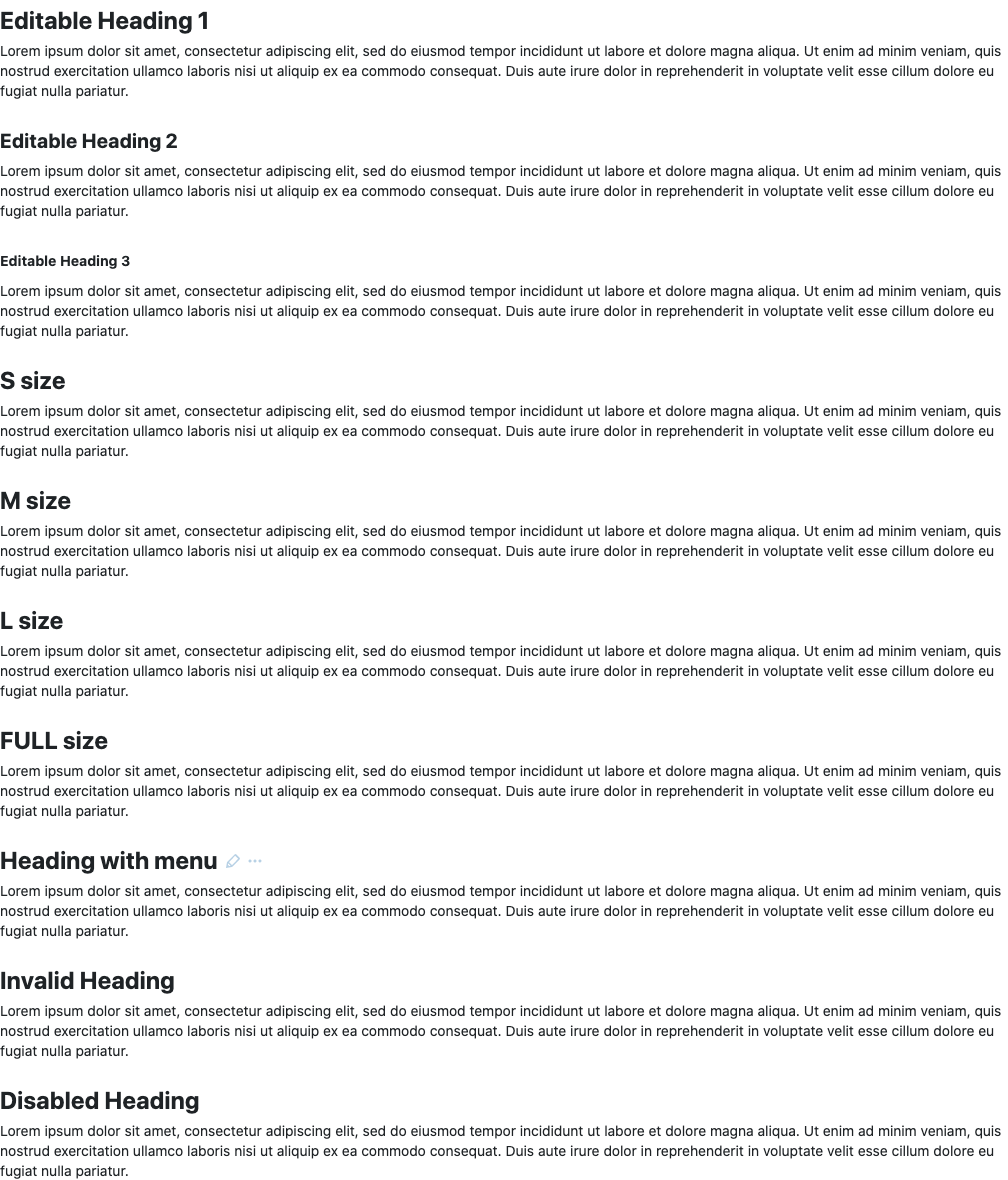 Editable Heading 1
Lorem ipsum dolor sit amet, consectetur adipiscing elit, sed do eiusmod tempor incididunt ut labore et dolore magna aliqua. Ut enim ad minim veniam, quis
nostrud exercitation ullamco laboris nisi ut aliquip ex ea commodo consequat. Duis aute irure dolor in reprehenderit in voluptate velit esse cillum dolore eu
fugiat nulla pariatur.
Editable Heading 2
Lorem ipsum dolor sit amet, consectetur adipiscing elit, sed do eiusmod tempor incididunt ut labore et dolore magna aliqua. Ut enim ad minim veniam, quis
nostrud exercitation ullamco laboris nisi ut aliquip ex ea commodo consequat. Duis aute irure dolor in reprehenderit in voluptate velit esse cillum dolore eu
fugiat nulla pariatur.
Editable Heading 3
Lorem ipsum dolor sit amet, consectetur adipiscing elit, sed do eiusmod tempor incididunt ut labore et dolore magna aliqua. Ut enim ad minim veniam, quis
nostrud exercitation ullamco laboris nisi ut aliquip ex ea commodo consequat. Duis aute irure dolor in reprehenderit in voluptate velit esse cillum dolore eu
fugiat nulla pariatur.
S size
Lorem ipsum dolor sit amet, consectetur adipiscing elit, sed do eiusmod tempor incididunt ut labore et dolore magna aliqua. Ut enim ad minim veniam, quis
nostrud exercitation ullamco laboris nisi ut aliquip ex ea commodo consequat. Duis aute irure dolor in reprehenderit in voluptate velit esse cillum dolore eu
fugiat nulla pariatur.
M size
Lorem ipsum dolor sit amet, consectetur adipiscing elit, sed do eiusmod tempor incididunt ut labore et dolore magna aliqua. Ut enim ad minim veniam, quis
nostrud exercitation ullamco laboris nisi ut aliquip ex ea commodo consequat. Duis aute irure dolor in reprehenderit in voluptate velit esse cillum dolore eu
fugiat nulla pariatur.
L size
Lorem ipsum dolor sit amet, consectetur adipiscing elit, sed do eiusmod tempor incididunt ut labore et dolore magna aliqua. Ut enim ad minim veniam, quis
nostrud exercitation ullamco laboris nisi ut aliquip ex ea commodo consequat. Duis aute irure dolor in reprehenderit in voluptate velit esse cillum dolore eu
fugiat nulla pariatur.
FULL size
Lorem ipsum dolor sit amet, consectetur adipiscing elit, sed do eiusmod tempor incididunt ut labore et dolore magna aliqua. Ut enim ad minim veniam, quis
nostrud exercitation ullamco laboris nisi ut aliquip ex ea commodo consequat. Duis aute irure dolor in reprehenderit in voluptate velit esse cillum dolore eu
fugiat nulla pariatur.
Heading with menu
Lorem ipsum dolor sit amet, consectetur adipiscing elit, sed do eiusmod tempor incididunt ut labore et dolore magna aliqua. Ut enim ad minim veniam, quis
nostrud exercitation ullamco laboris nisi ut aliquip ex ea commodo consequat. Duis aute irure dolor in reprehenderit in voluptate velit esse cillum dolore eu
fugiat nulla pariatur.
Invalid Heading
Lorem ipsum dolor sit amet, consectetur adipiscing elit, sed do eiusmod tempor incididunt ut labore et dolore magna aliqua. Ut enim ad minim veniam, quis
nostrud exercitation ullamco laboris nisi ut aliquip ex ea commodo consequat. Duis aute irure dolor in reprehenderit in voluptate velit esse cillum dolore eu
fugiat nulla pariatur.
Disabled Heading
Lorem ipsum dolor sit amet, consectetur adipiscing elit, sed do eiusmod tempor incididunt ut labore et dolore magna aliqua. Ut enim ad minim veniam, quis
nostrud exercitation ullamco laboris nisi ut aliquip ex ea commodo consequat. Duis aute irure dolor in reprehenderit in voluptate velit esse cillum dolore eu
fugiat nulla pariatur.